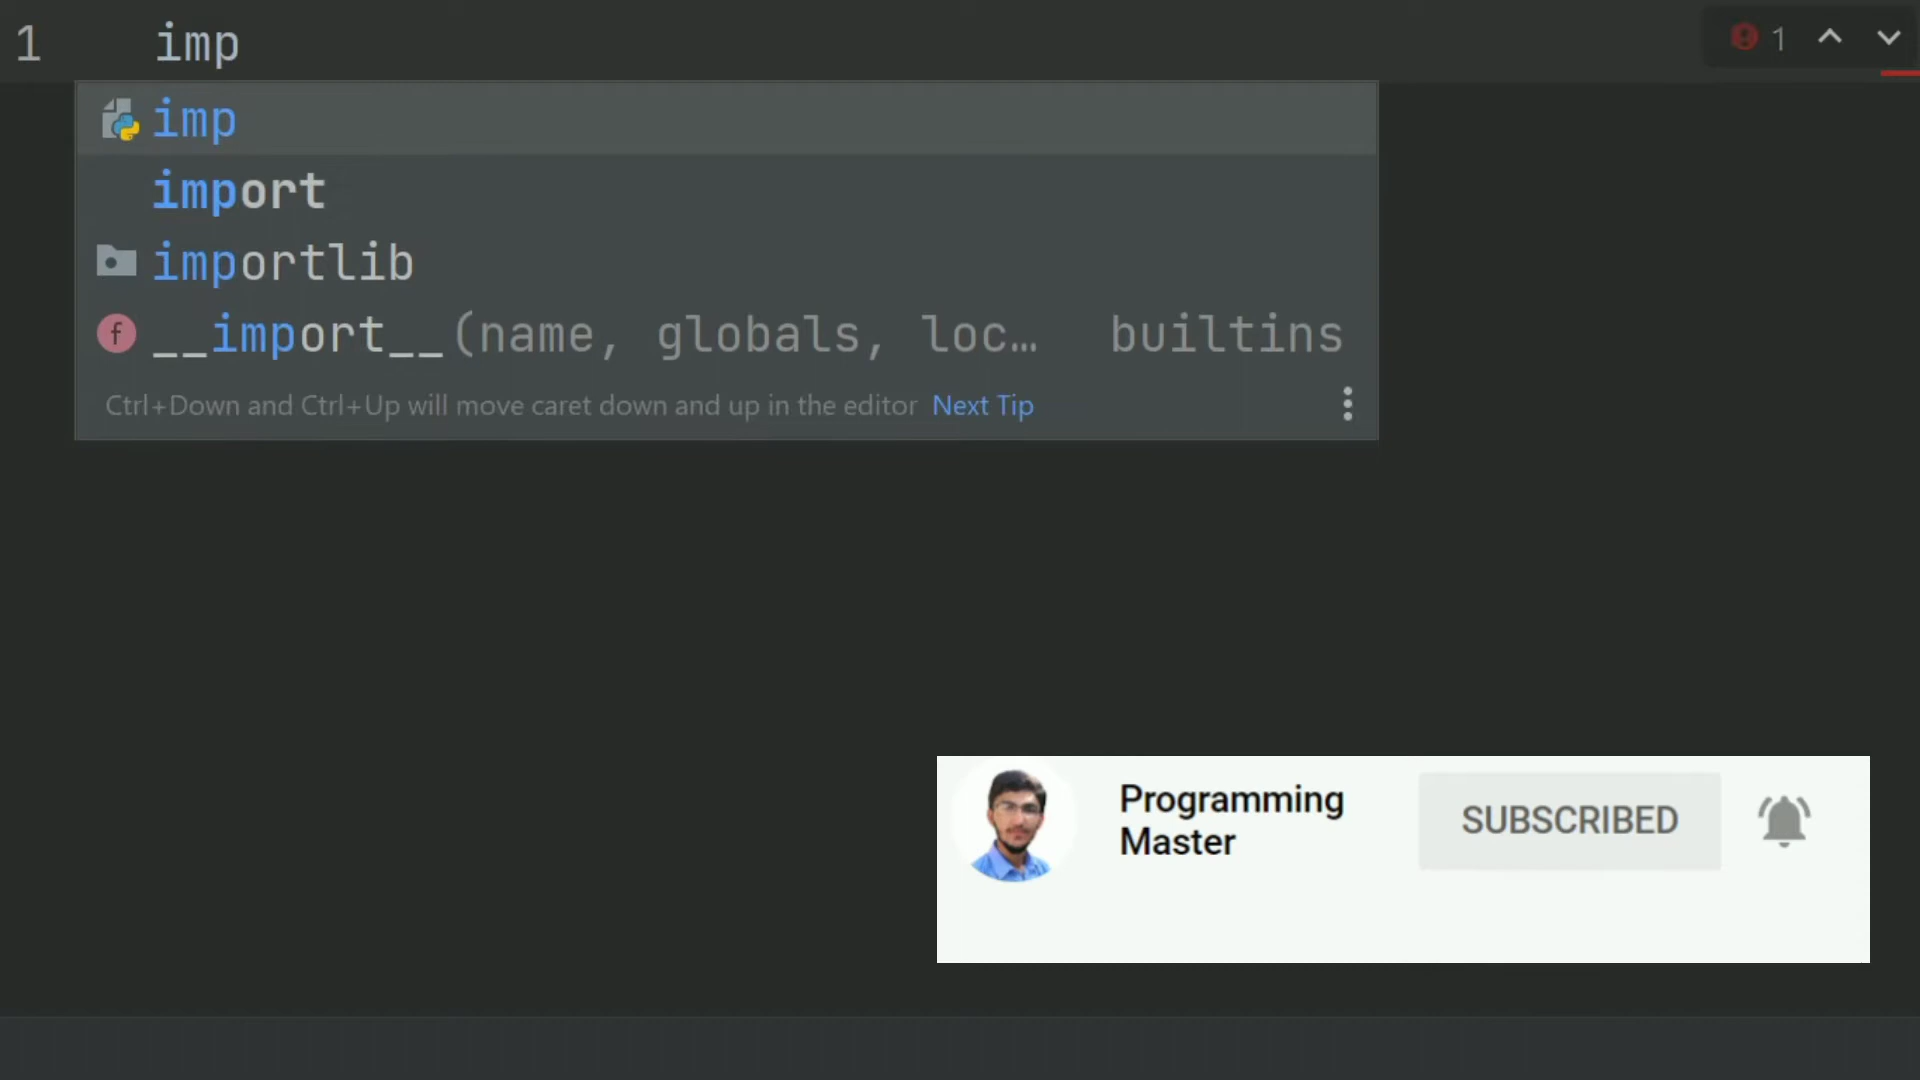 1 imp
1
imp
import
importlib
f __import__(name, globals, loc… builtins
Ctrl+Down and Ctrl+Up will move caret down and up in the editor Next Tip
Programming
Master
SUBSCRIBED